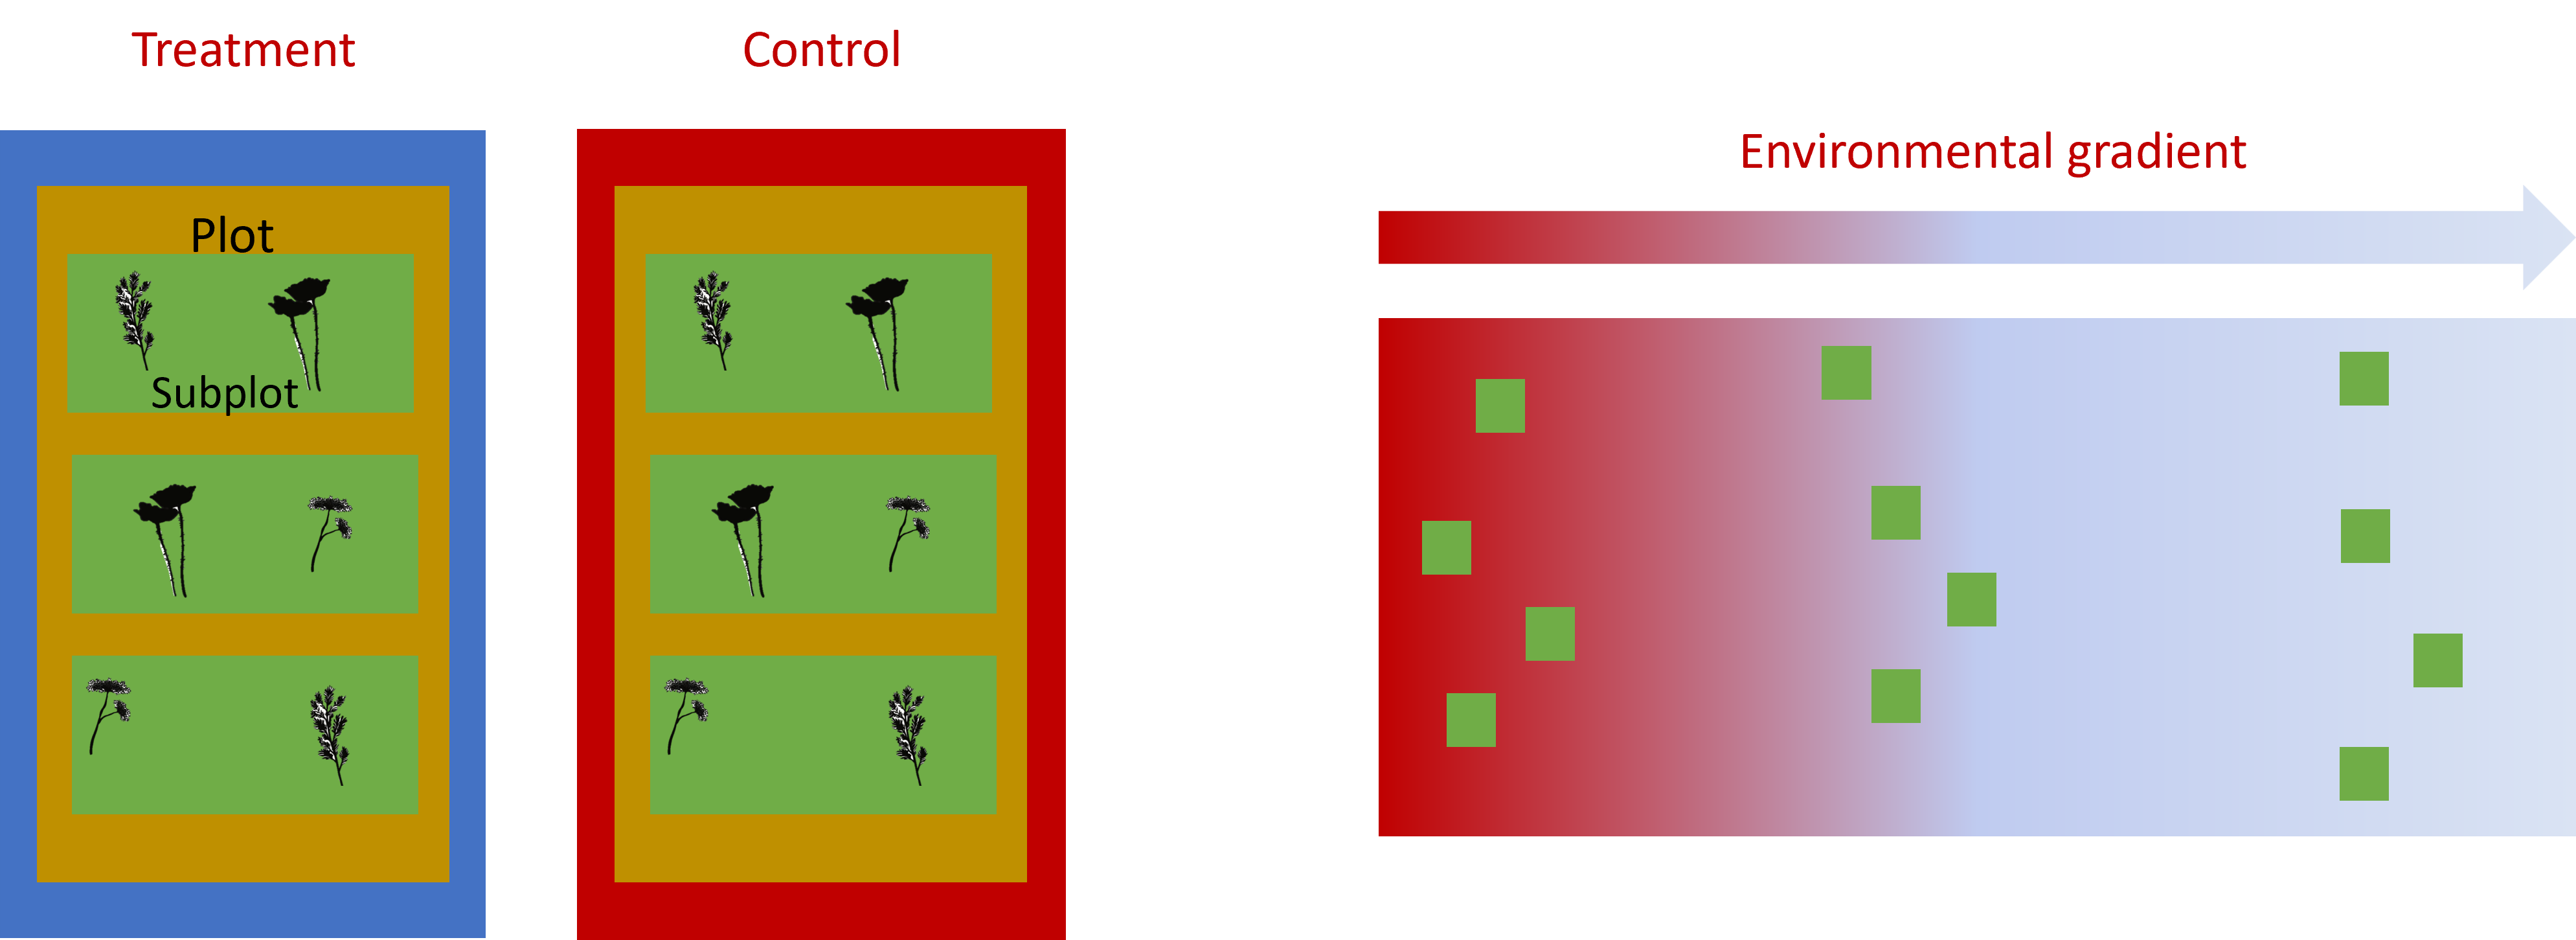 Treatment
Control
Environmental gradient
Plot
Subplot